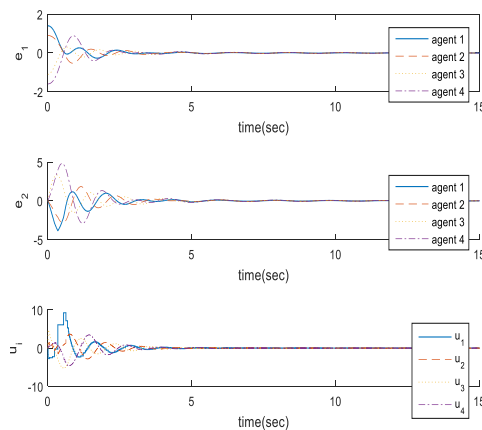 2
0
-2
e1
0
5
10
15
time(sec)
agent 1
agent 2
agent 3
agent 4
5
0
-5
e2
0
5
10
15
time(sec)
agent 1
agent 2
agent 3
agent 4
10
0
-10
ui
0
5
10
15
time(sec)
u1
u2
u3
u4